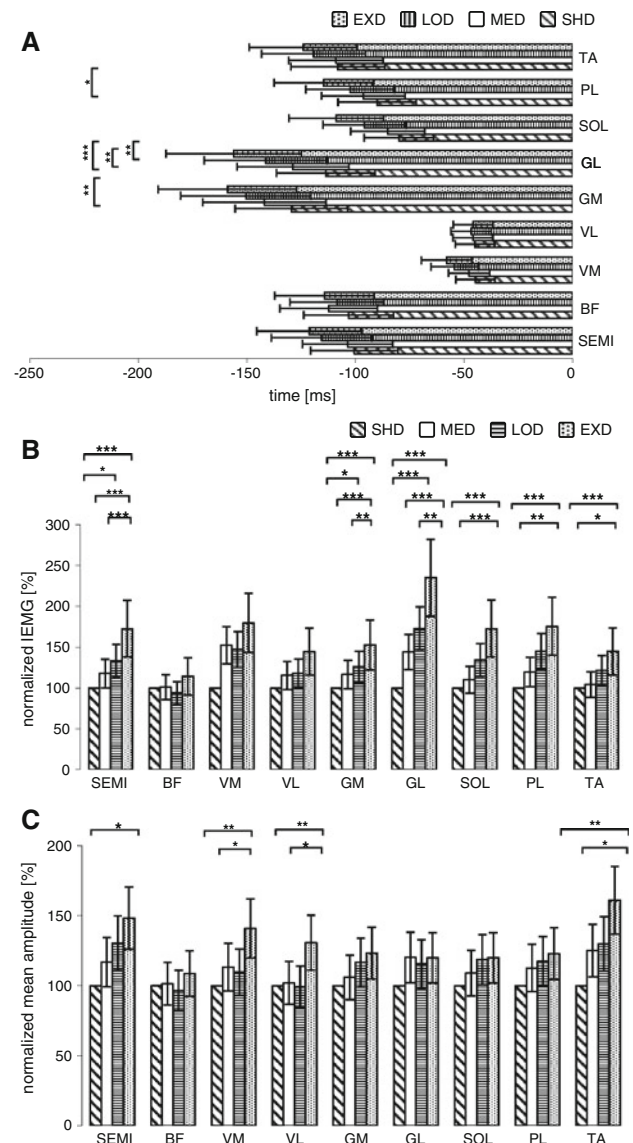 EXD LOD MED SHD
A
TA
* PL
SOL
*** ** ** GL
** GM
VL
VM
BF
SEMI
-250 -200 -150 -100 -50 0
time [ms]
SHD MED LOD EXD
B
*** *** ***
* * *** *** *** ***
*** *** *** *** ** *
*** ** **
normalized IEMG [%]
300
250
200
150
100
50
0
SEMI BF VM VL GM GL SOL PL TA
C
* ** ** **
* * *
normalized mean amplitude [%]
200
150
100
50
0
SEMI BF VM VL GM GL SOL PL TA